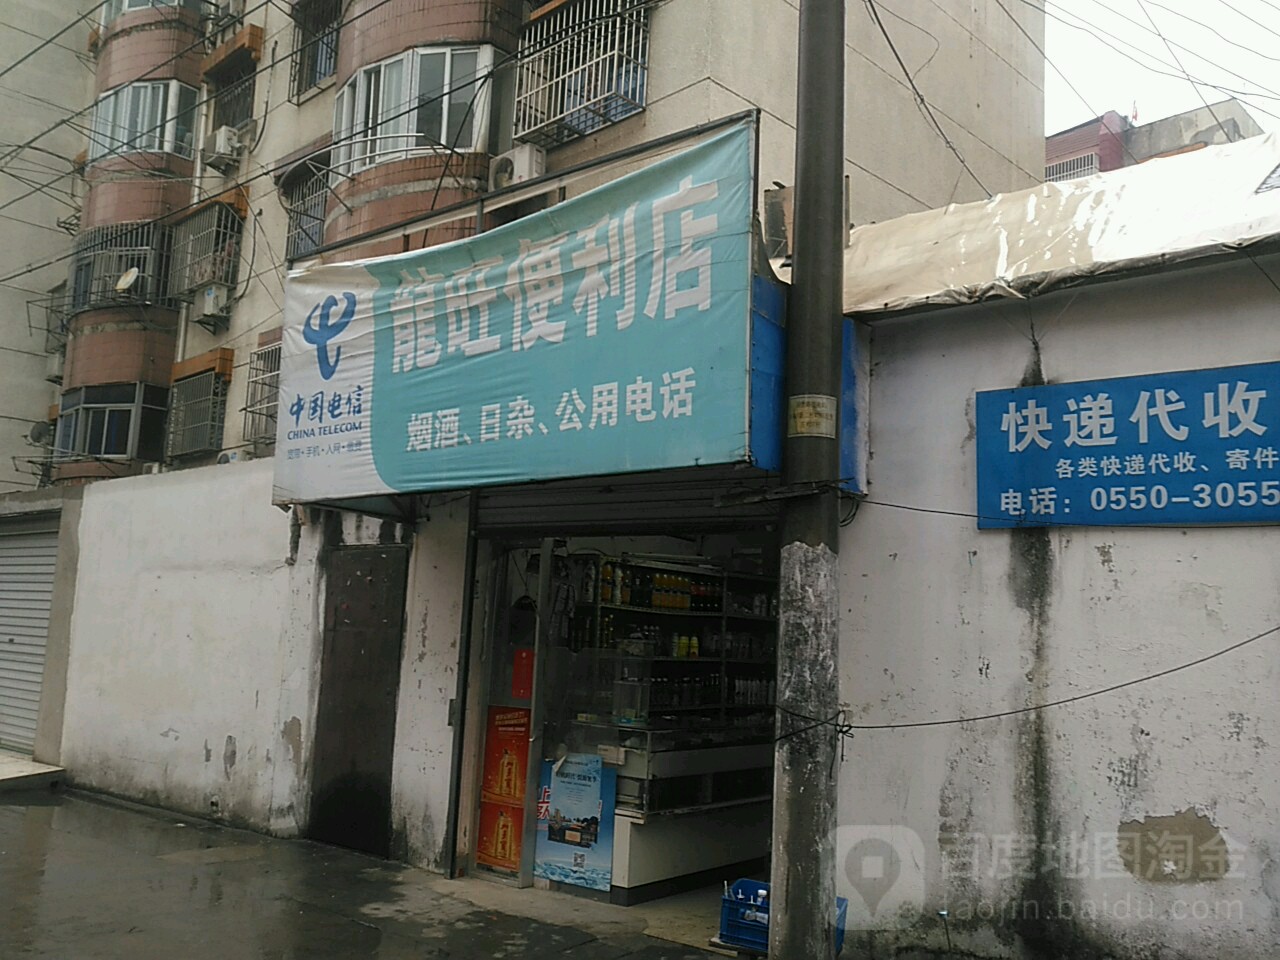 龍旺便利店
中国电信
CHINA TELECOM
烟酒、日杂、公用电话
快递代收
各类快递代收、寄件
电话：0550-3055
百度地图淘金
taojin.baidu.com